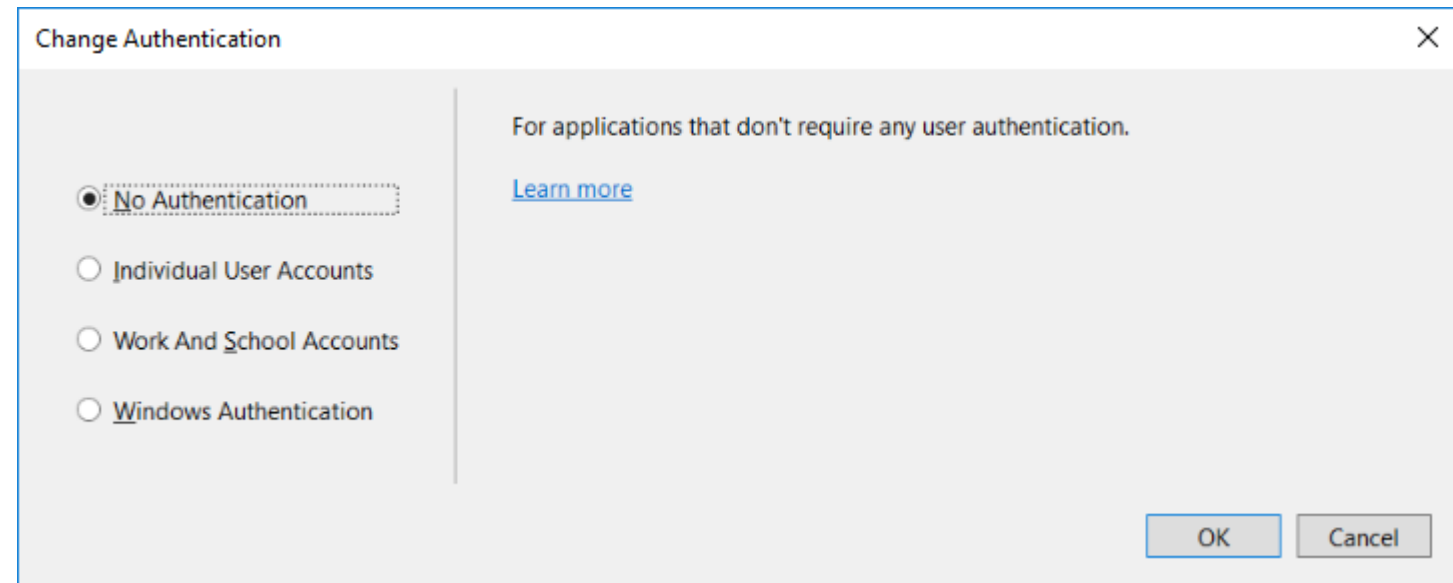 Change Authentication
For applications that don't require any user authentication.
Learn more
No Authentication
Individual User Accounts
Work And School Accounts
Windows Authentication
OK
Cancel